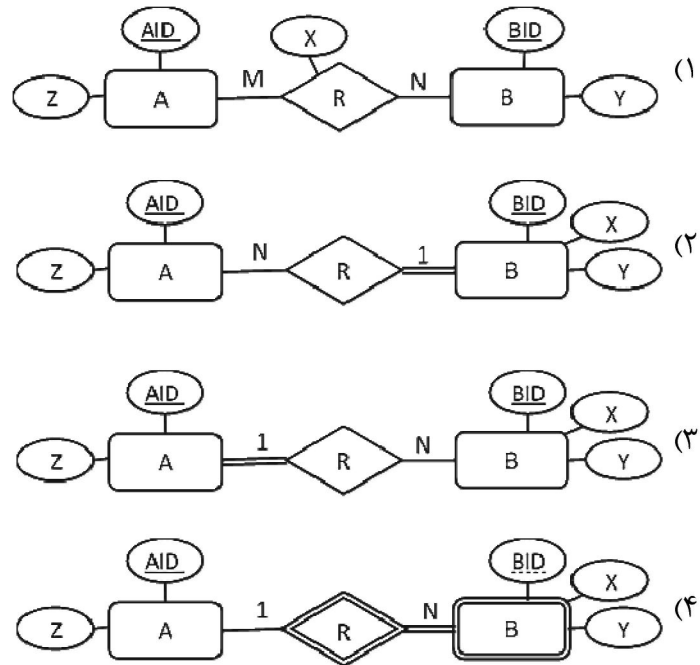 AID X BID
Z A M R N B Y (۱
AID BID X
Z A N R 1 B Y (۲
AID BID X
Z A 1 R N B Y (۳
AID BID X
Z A 1 R N B Y (۴